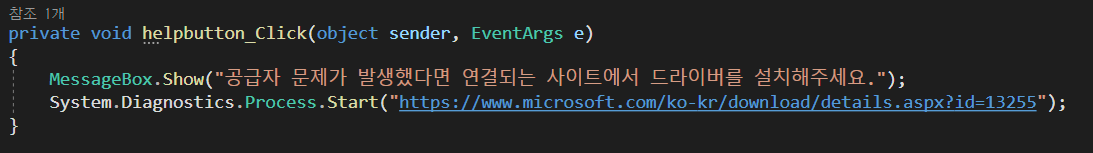 참조 1개
private void helpbutton_Click(object sender, EventArgs e)
{
MessageBox.Show("공급자 문제가 발생했다면 연결되는 사이트에서 드라이버를 설치해주세요.");
System.Diagnostics.Process.Start("https://www.microsoft.com/ko-kr/download/details.aspx?id=13255");
}